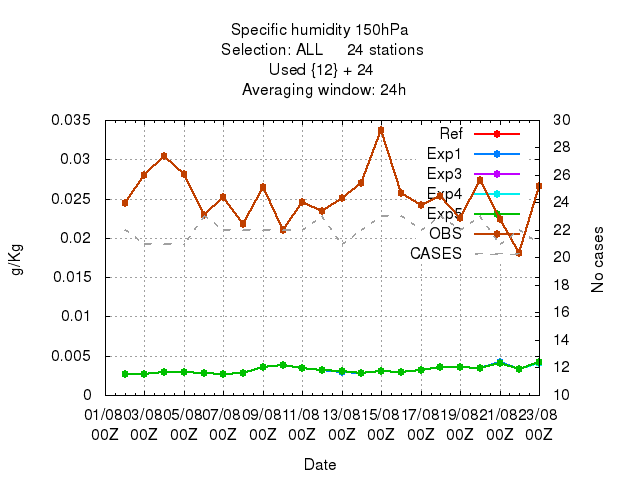 Specific humidity 150hPa
Selection: ALL 24 stations
Used {12} + 24
Averaging window: 24h
0.035
0.03
0.025
0.02
0.015
0.01
0.005
0
g/Kg
30
28
26
24
22
20
18
16
14
12
10
No cases
Ref
Exp1
Exp3
Exp4
Exp5
OBS
CASES
01/08 03/08 05/08 07/08 09/08 11/08 13/08 15/08 17/08 19/08 21/08 23/08
00Z 00Z 00Z 00Z 00Z 00Z 00Z 00Z 00Z 00Z 00Z 00Z
Date